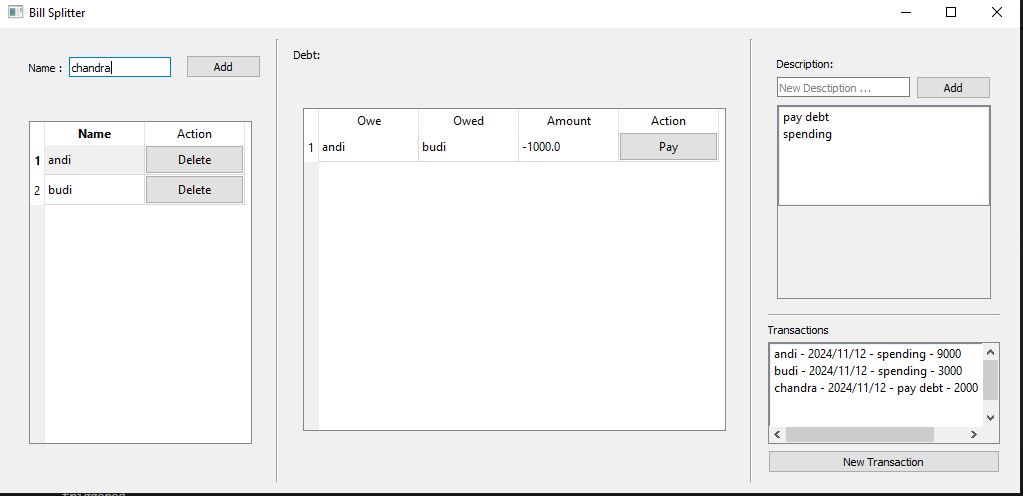 Bill Splitter
Name : chandra Add
Name Action
1 andi Delete
2 budi Delete
Debt:
Owe Owed Amount Action
1 andi budi -1000.0 Pay
Description:
New Desctiption ... Add
pay debt
spending
Transactions
andi - 2024/11/12 - spending - 9000
budi - 2024/11/12 - spending - 3000
chandra - 2024/11/12 - pay debt - 2000
New Transaction